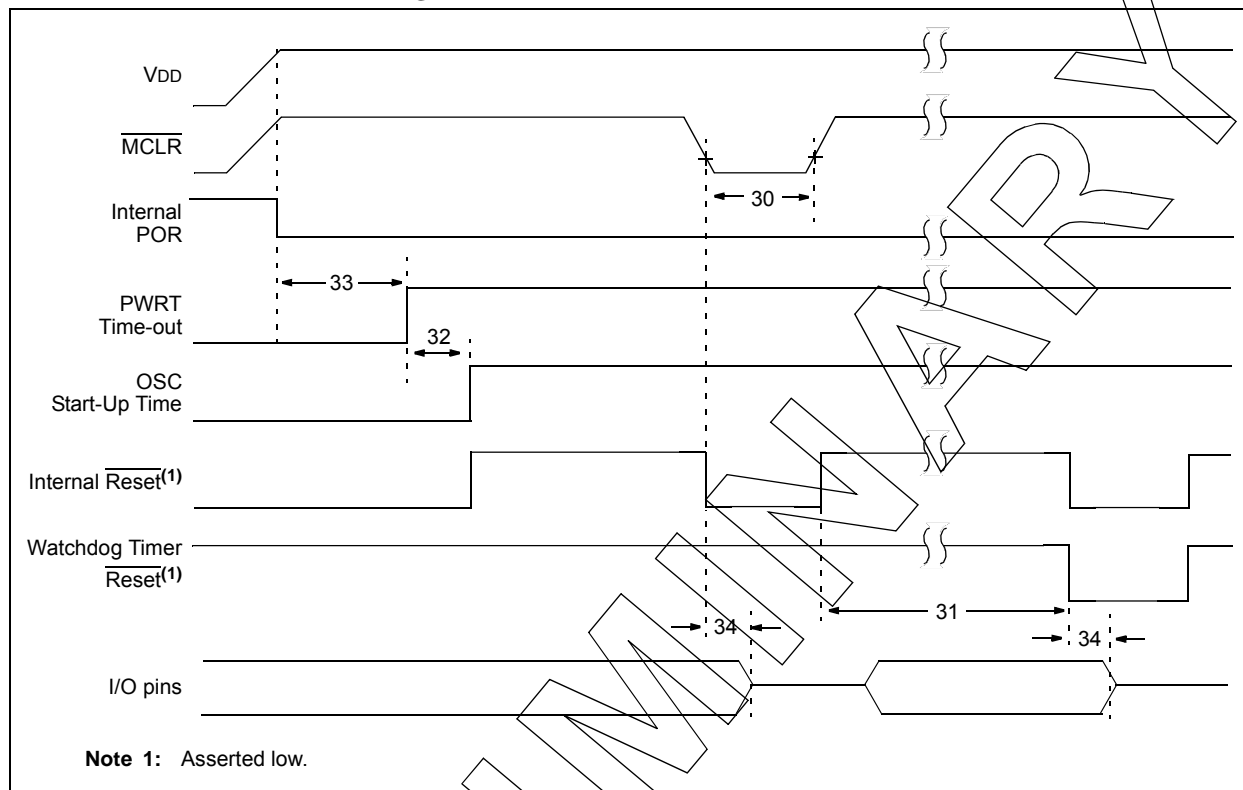 VDD
MCLR
30
Internal
POR
33
PWRT
Time-out
32
OSC
Start-Up Time
Internal Reset(1)
Watchdog Timer
Reset(1)
31
34
34
I/O pins
Note 1: Asserted low.